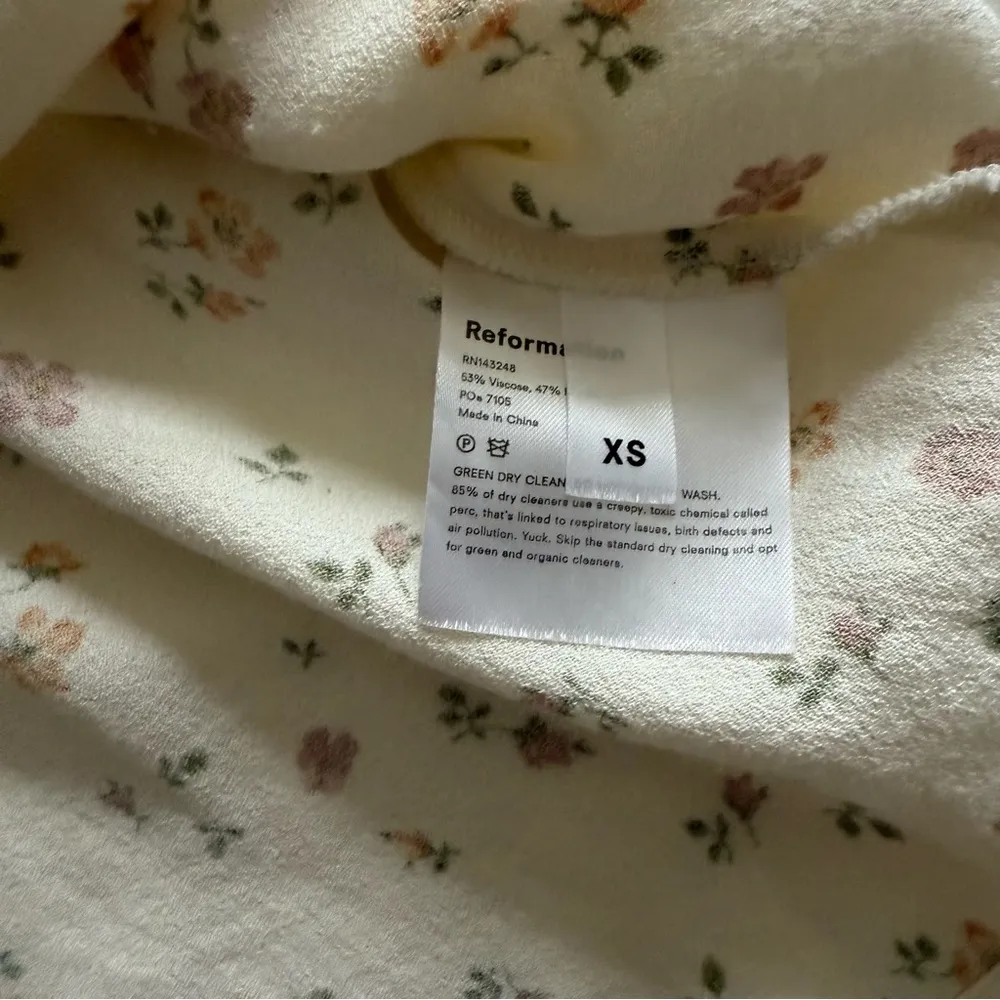 Reformation
RN143248
53% Viscose, 47%
PO# 7105
Made in China
P
XS
GREEN DRY CLEAN WASH.
85% of dry cleaners use a creepy, toxic chemical called
perc, that's linked to respiratory issues, birth defects and
air pollution. Yuck. Skip the standard dry cleaning and opt
for green and organic cleaners.